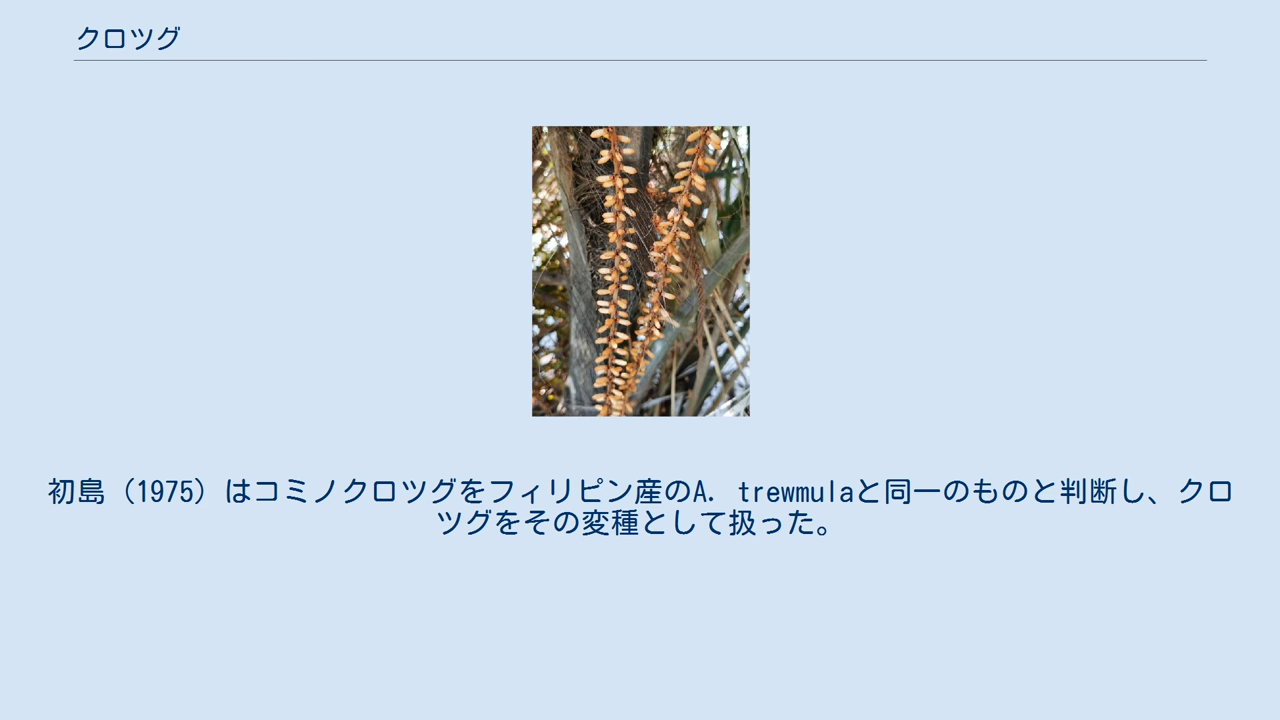 クロツグ
初島（1975）はコミノクロツグをフィリピン産のA. trewmulaと同一のものと判断し、クロ
ツグをその変種として扱った。